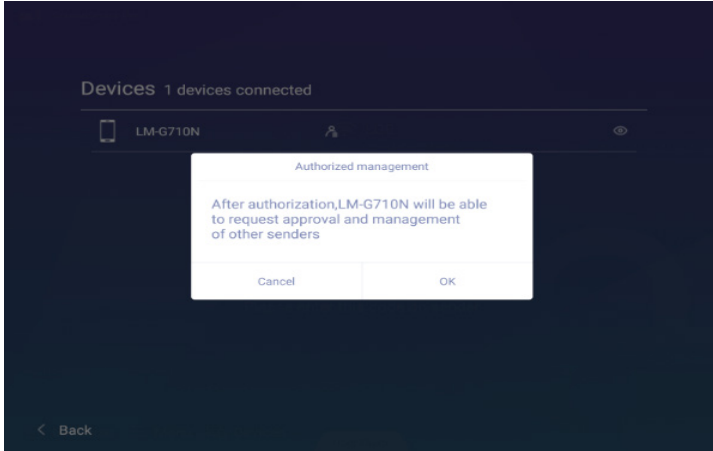 Devices 1 devices connected
LM-G710N
Authorized management
After authorization,LM-G710N will be able
to request approval and management
of other senders
Cancel OK
< Back